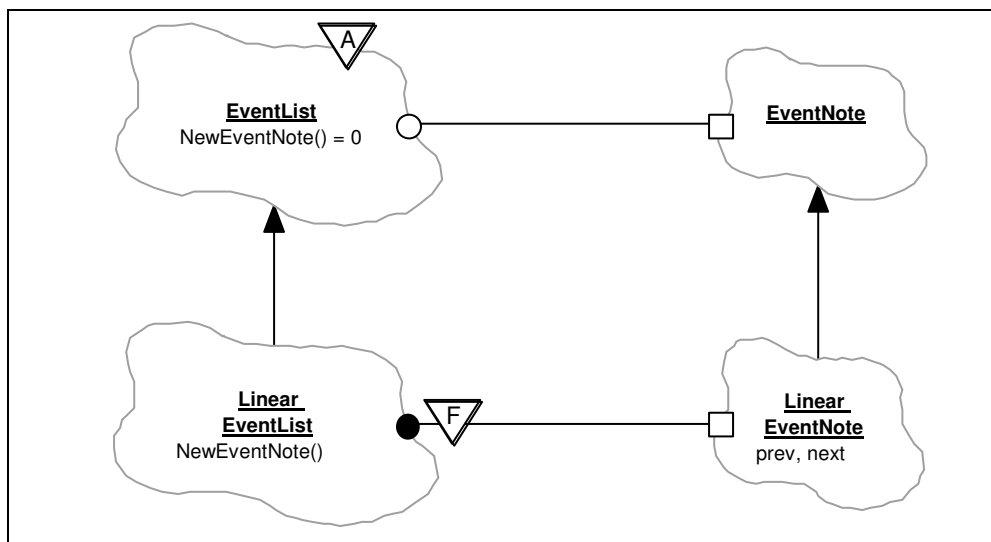 A
EventList
NewEventNote() = 0
EventNote
Linear
EventList
NewEventNote()
F
Linear
EventNote
prev, next